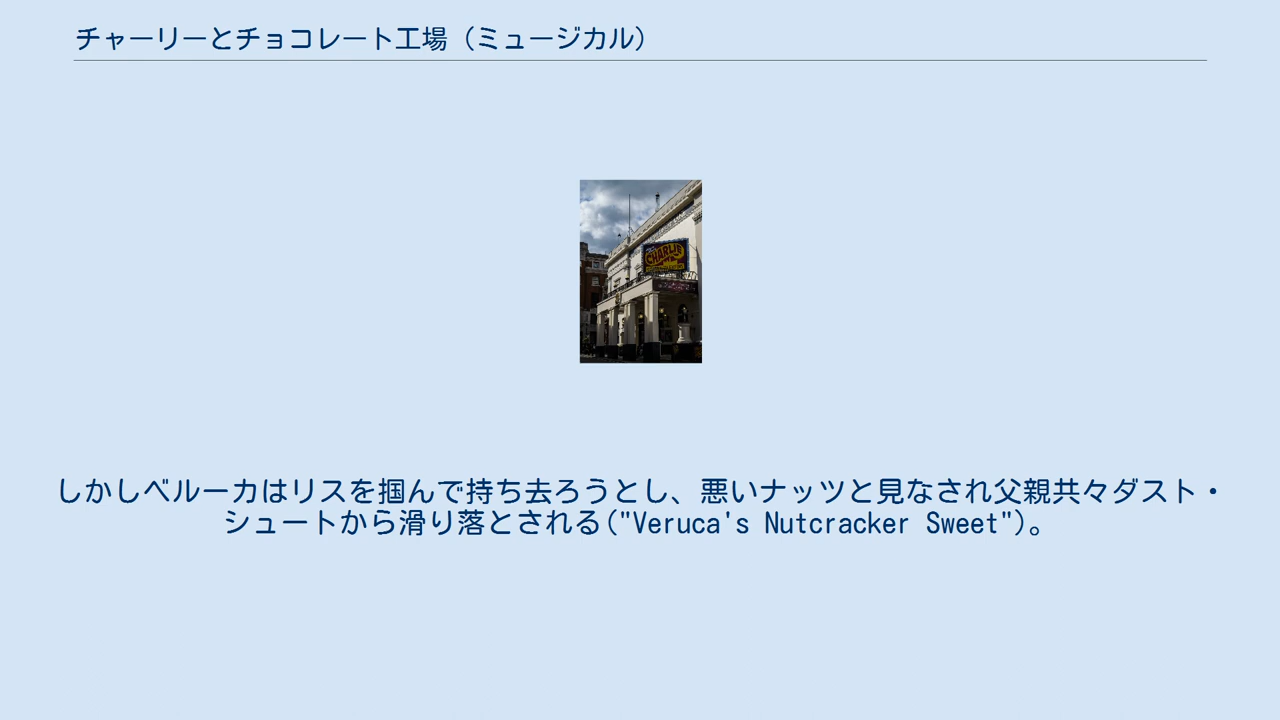 チャーリーとチョコレート工場（ミュージカル）
CHARLIE
しかしベルーカはリスを掴んで持ち去ろうとし、悪いナッツと見なされ父親共々ダスト・
シュートから滑り落とされる("Veruca's Nutcracker Sweet")。